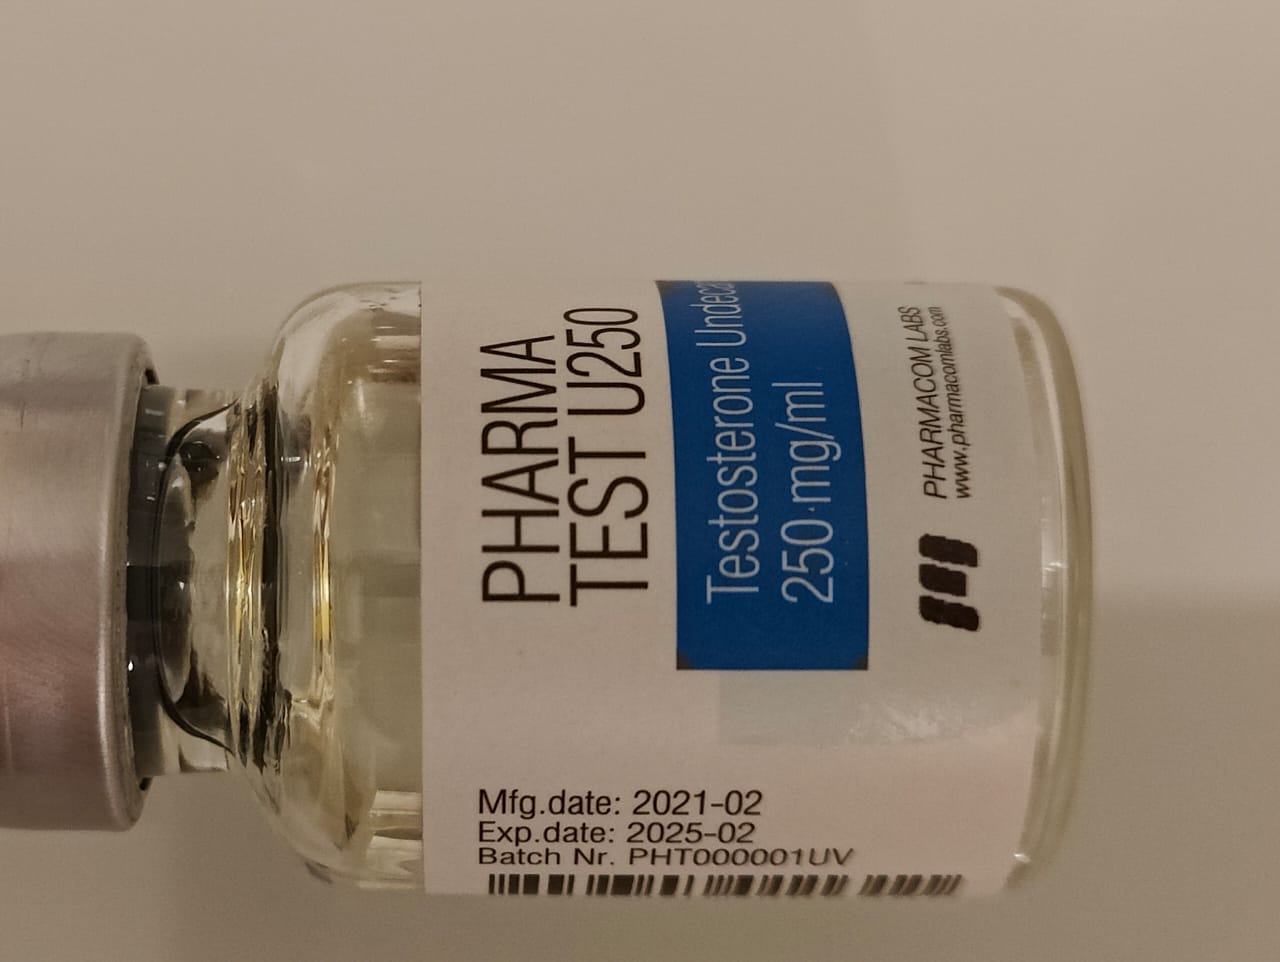 PHARMA
TEST U250
Testosterone
250 mg/ml
PHARMACOM LABS
www.pharmacomlabs.com
Mfg.date: 2021-02
Exp.date: 2025-02
Batch Nr. PHT000001UV